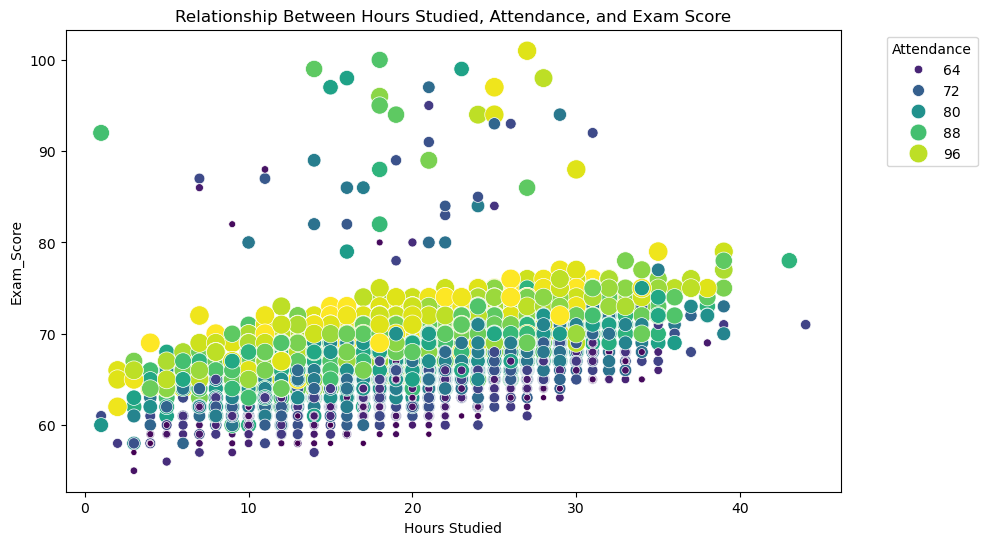 Relationship Between Hours Studied, Attendance, and Exam Score
Attendance
64
72
80
88
96
100
90
80
70
60
Exam_Score
0 10 20 30 40
Hours Studied